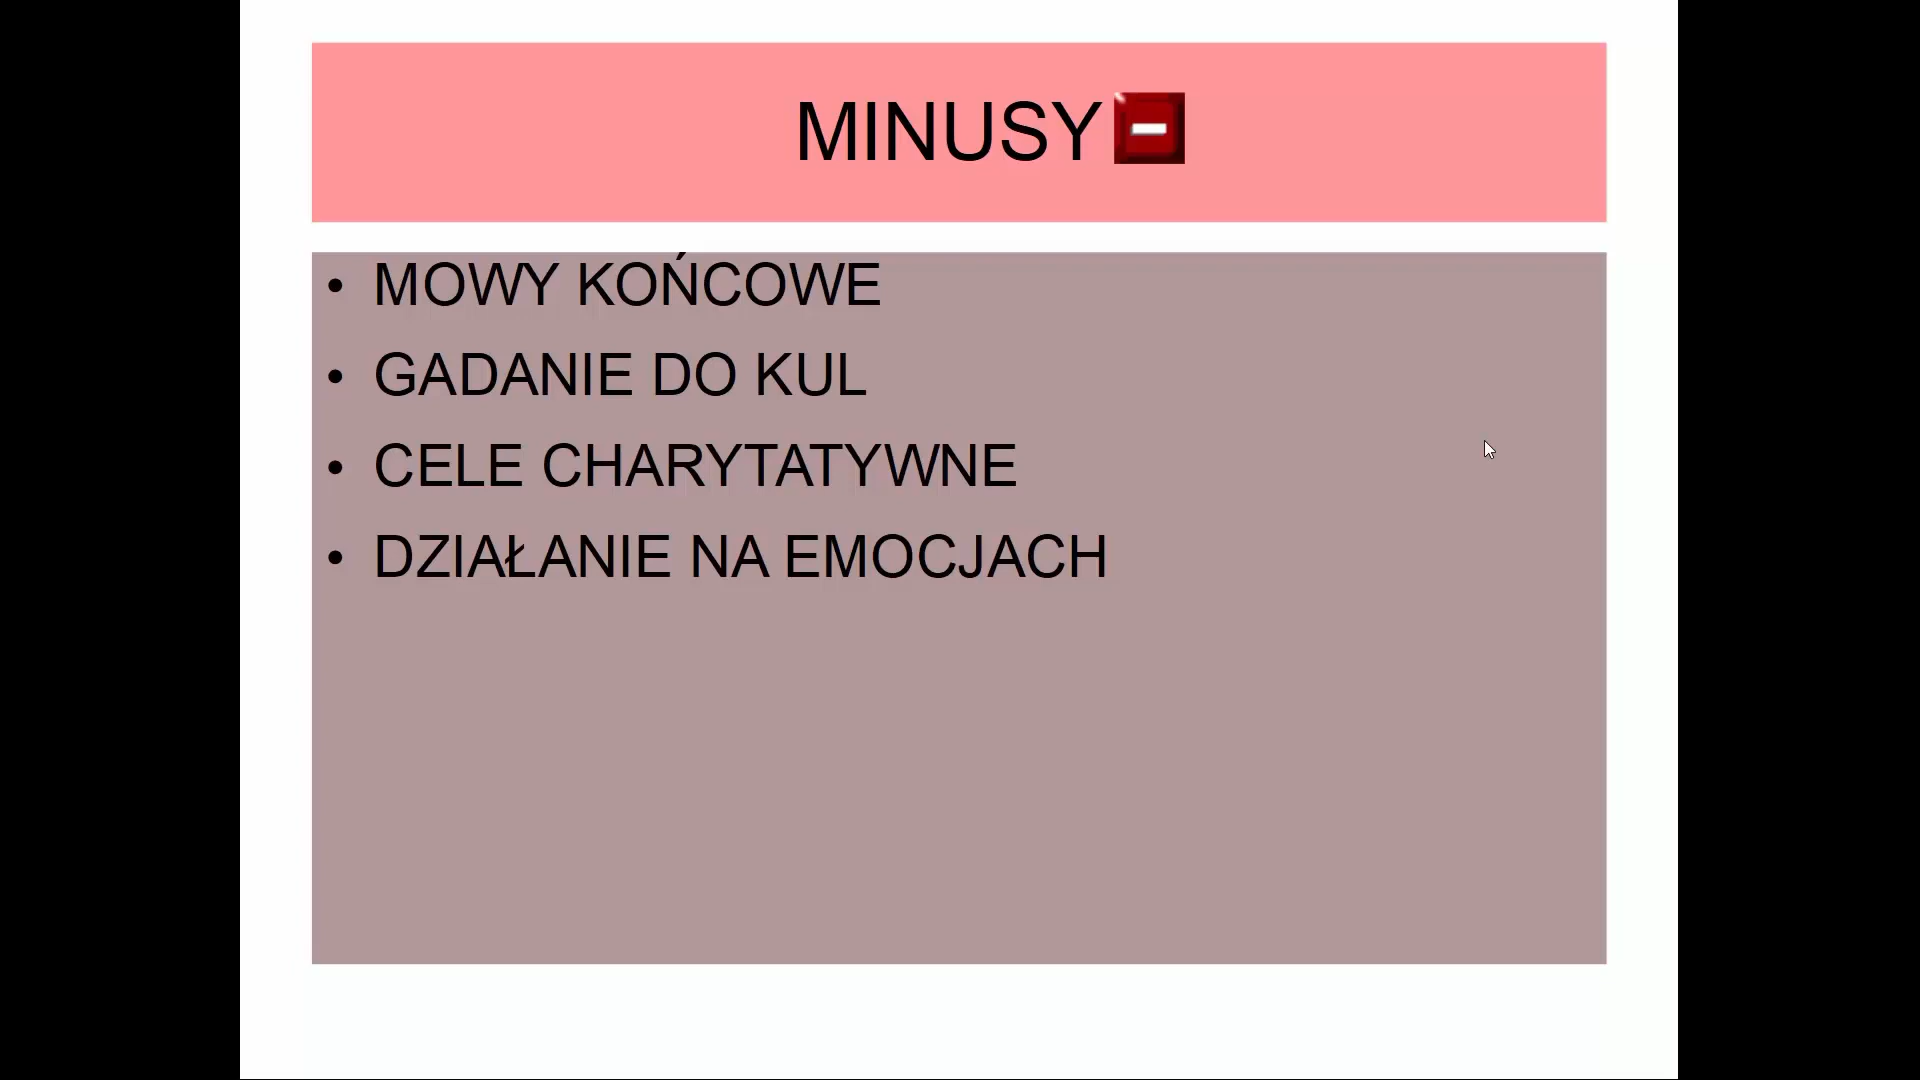 MINUSY
• MOWY KOŃCOWE
• GADANIE DO KUL
• CELE CHARYTATYWNE
• DZIAŁANIE NA EMOCJACH